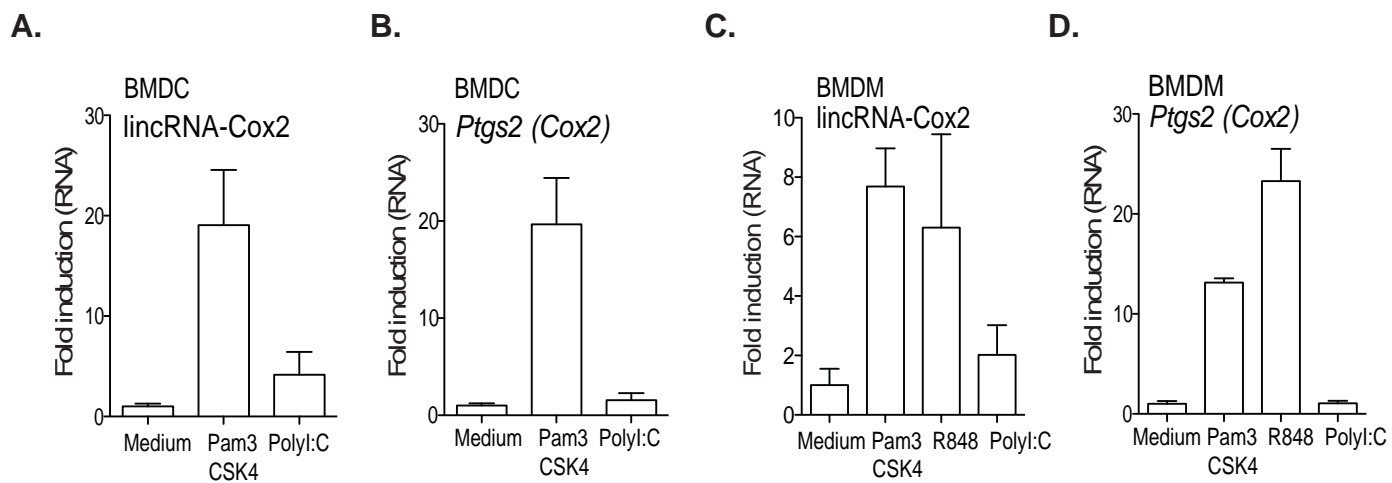 A.
BMDC
lincRNA-Cox2
Fold induction (RNA)
30
20
10
0
Medium Pam3 PolyI:C
CSK4
B.
BMDC
Ptgs2 (Cox2)
Fold induction (RNA)
30
20
10
0
Medium Pam3 PolyI:C
CSK4
C.
BMDM
lincRNA-Cox2
Fold induction (RNA)
10
8
6
4
2
0
Medium Pam3 R848 PolyI:C
CSK4
D.
BMDM
Ptgs2 (Cox2)
Fold induction (RNA)
30
20
10
0
Medium Pam3 R848 PolyI:C
CSK4